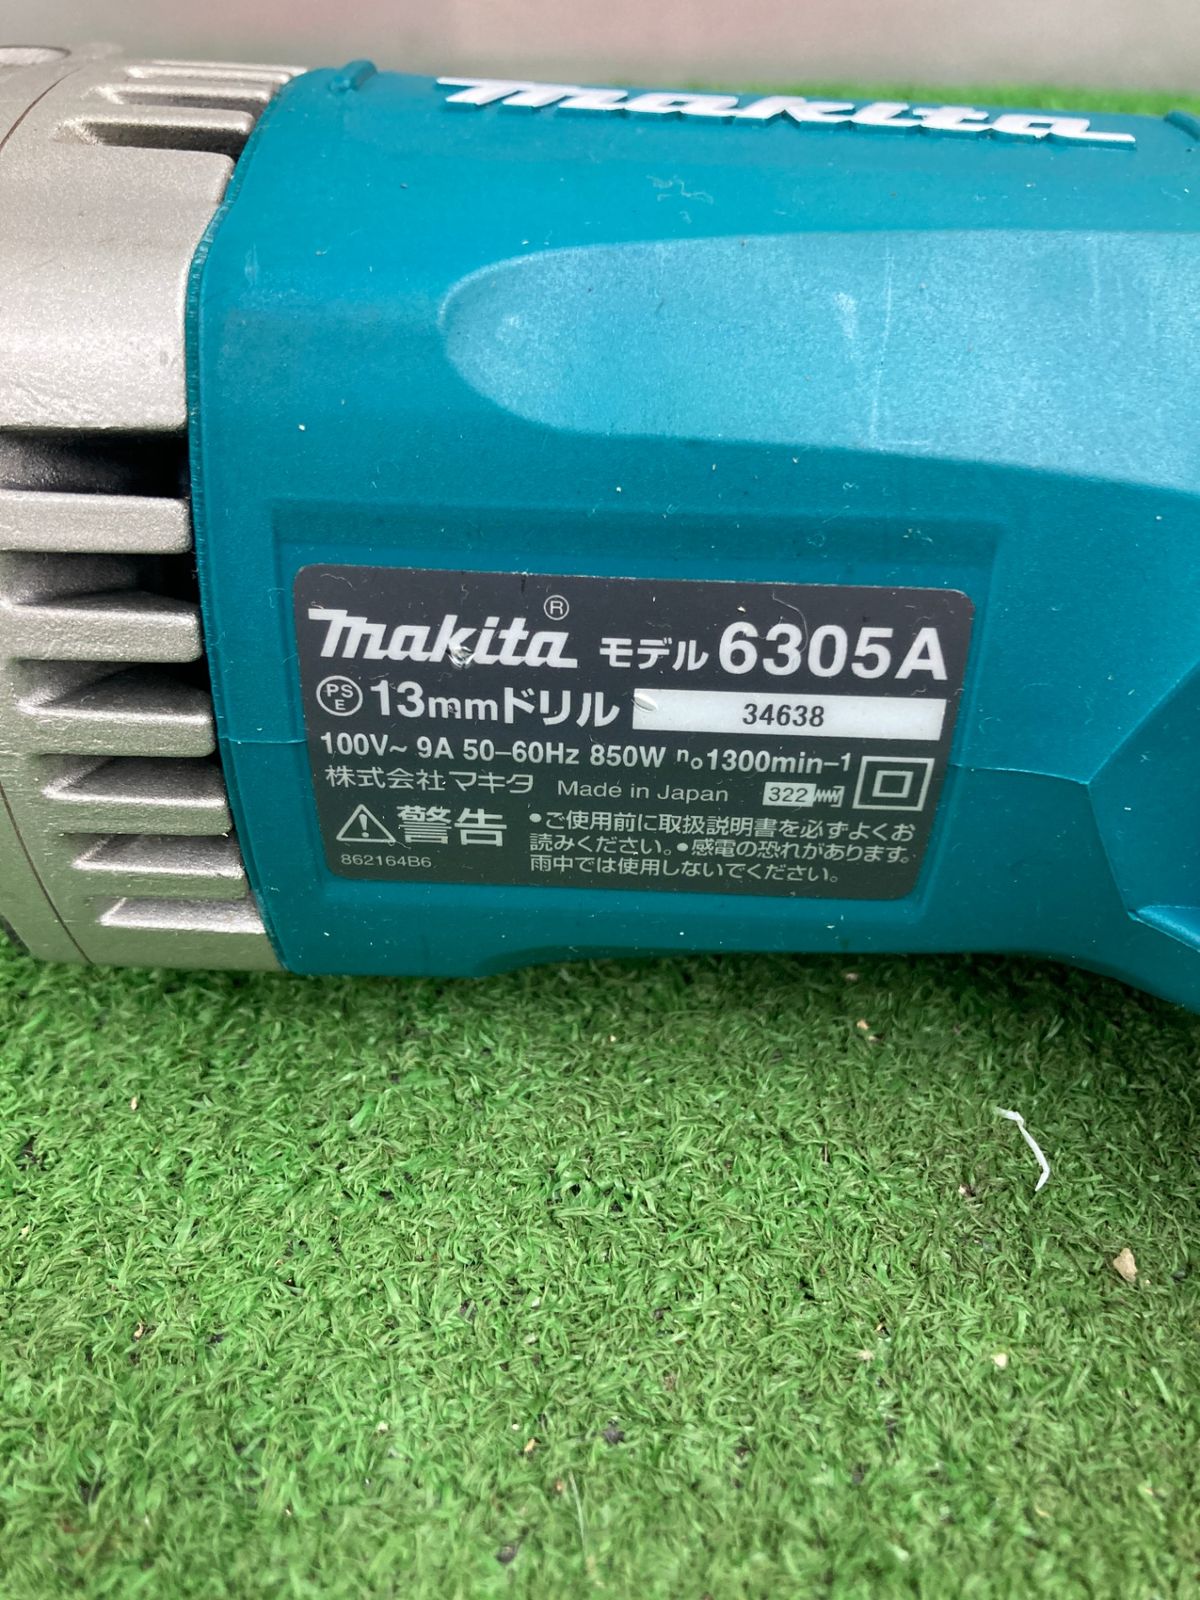 makita
makita® モデル 6305A
PSE 13mmドリル 34638
100V~ 9A 50-60Hz 850W n₀1300min-1
株式会社マキタ Made in Japan 322
⚠警告
862164B6
•ご使用前に取扱説明書を必ずよくお
読みください。•感電の恐れがあります。
雨中では使用しないでください。